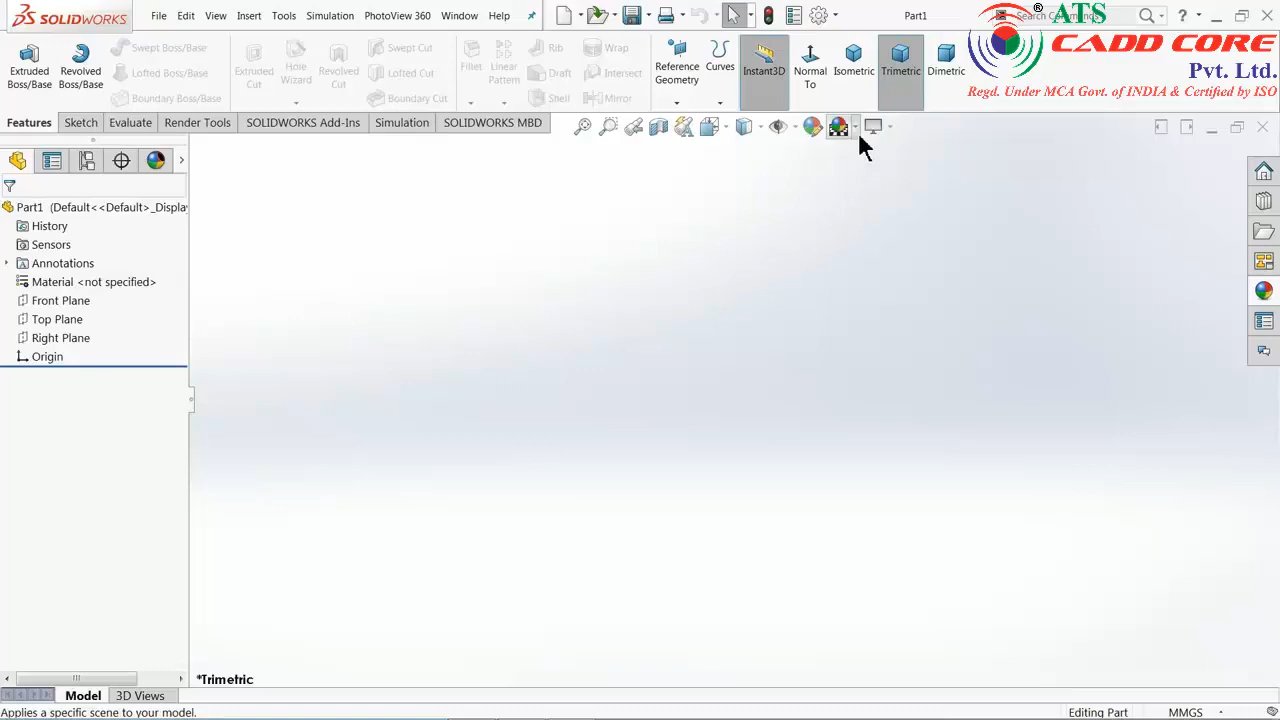 SOLIDWORKS
File Edit View Insert Tools Simulation PhotoView 360 Window Help
Part1
Search Commands
?
ATS
®
CADD CORE
Pvt. Ltd.
Regd. Under MCA Govt. of INDIA & Certified by ISO
Extruded Boss/Base
Revolved Boss/Base
Swept Boss/Base
Lofted Boss/Base
Boundary Boss/Base
Extruded Cut
Hole Wizard
Revolved Cut
Swept Cut
Lofted Cut
Boundary Cut
Fillet
Linear Pattern
Rib
Draft
Shell
Wrap
Intersect
Mirror
Reference Geometry
Curves
Instant3D
Normal To
Isometric
Trimetric
Dimetric
Features Sketch Evaluate Render Tools SOLIDWORKS Add-Ins Simulation SOLIDWORKS MBD
Part1 (Default<<Default>_Displa
History
Sensors
Annotations
Material <not specified>
Front Plane
Top Plane
Right Plane
Origin
*Trimetric
Model 3D Views
Applies a specific scene to your model.
Editing Part
MMGS